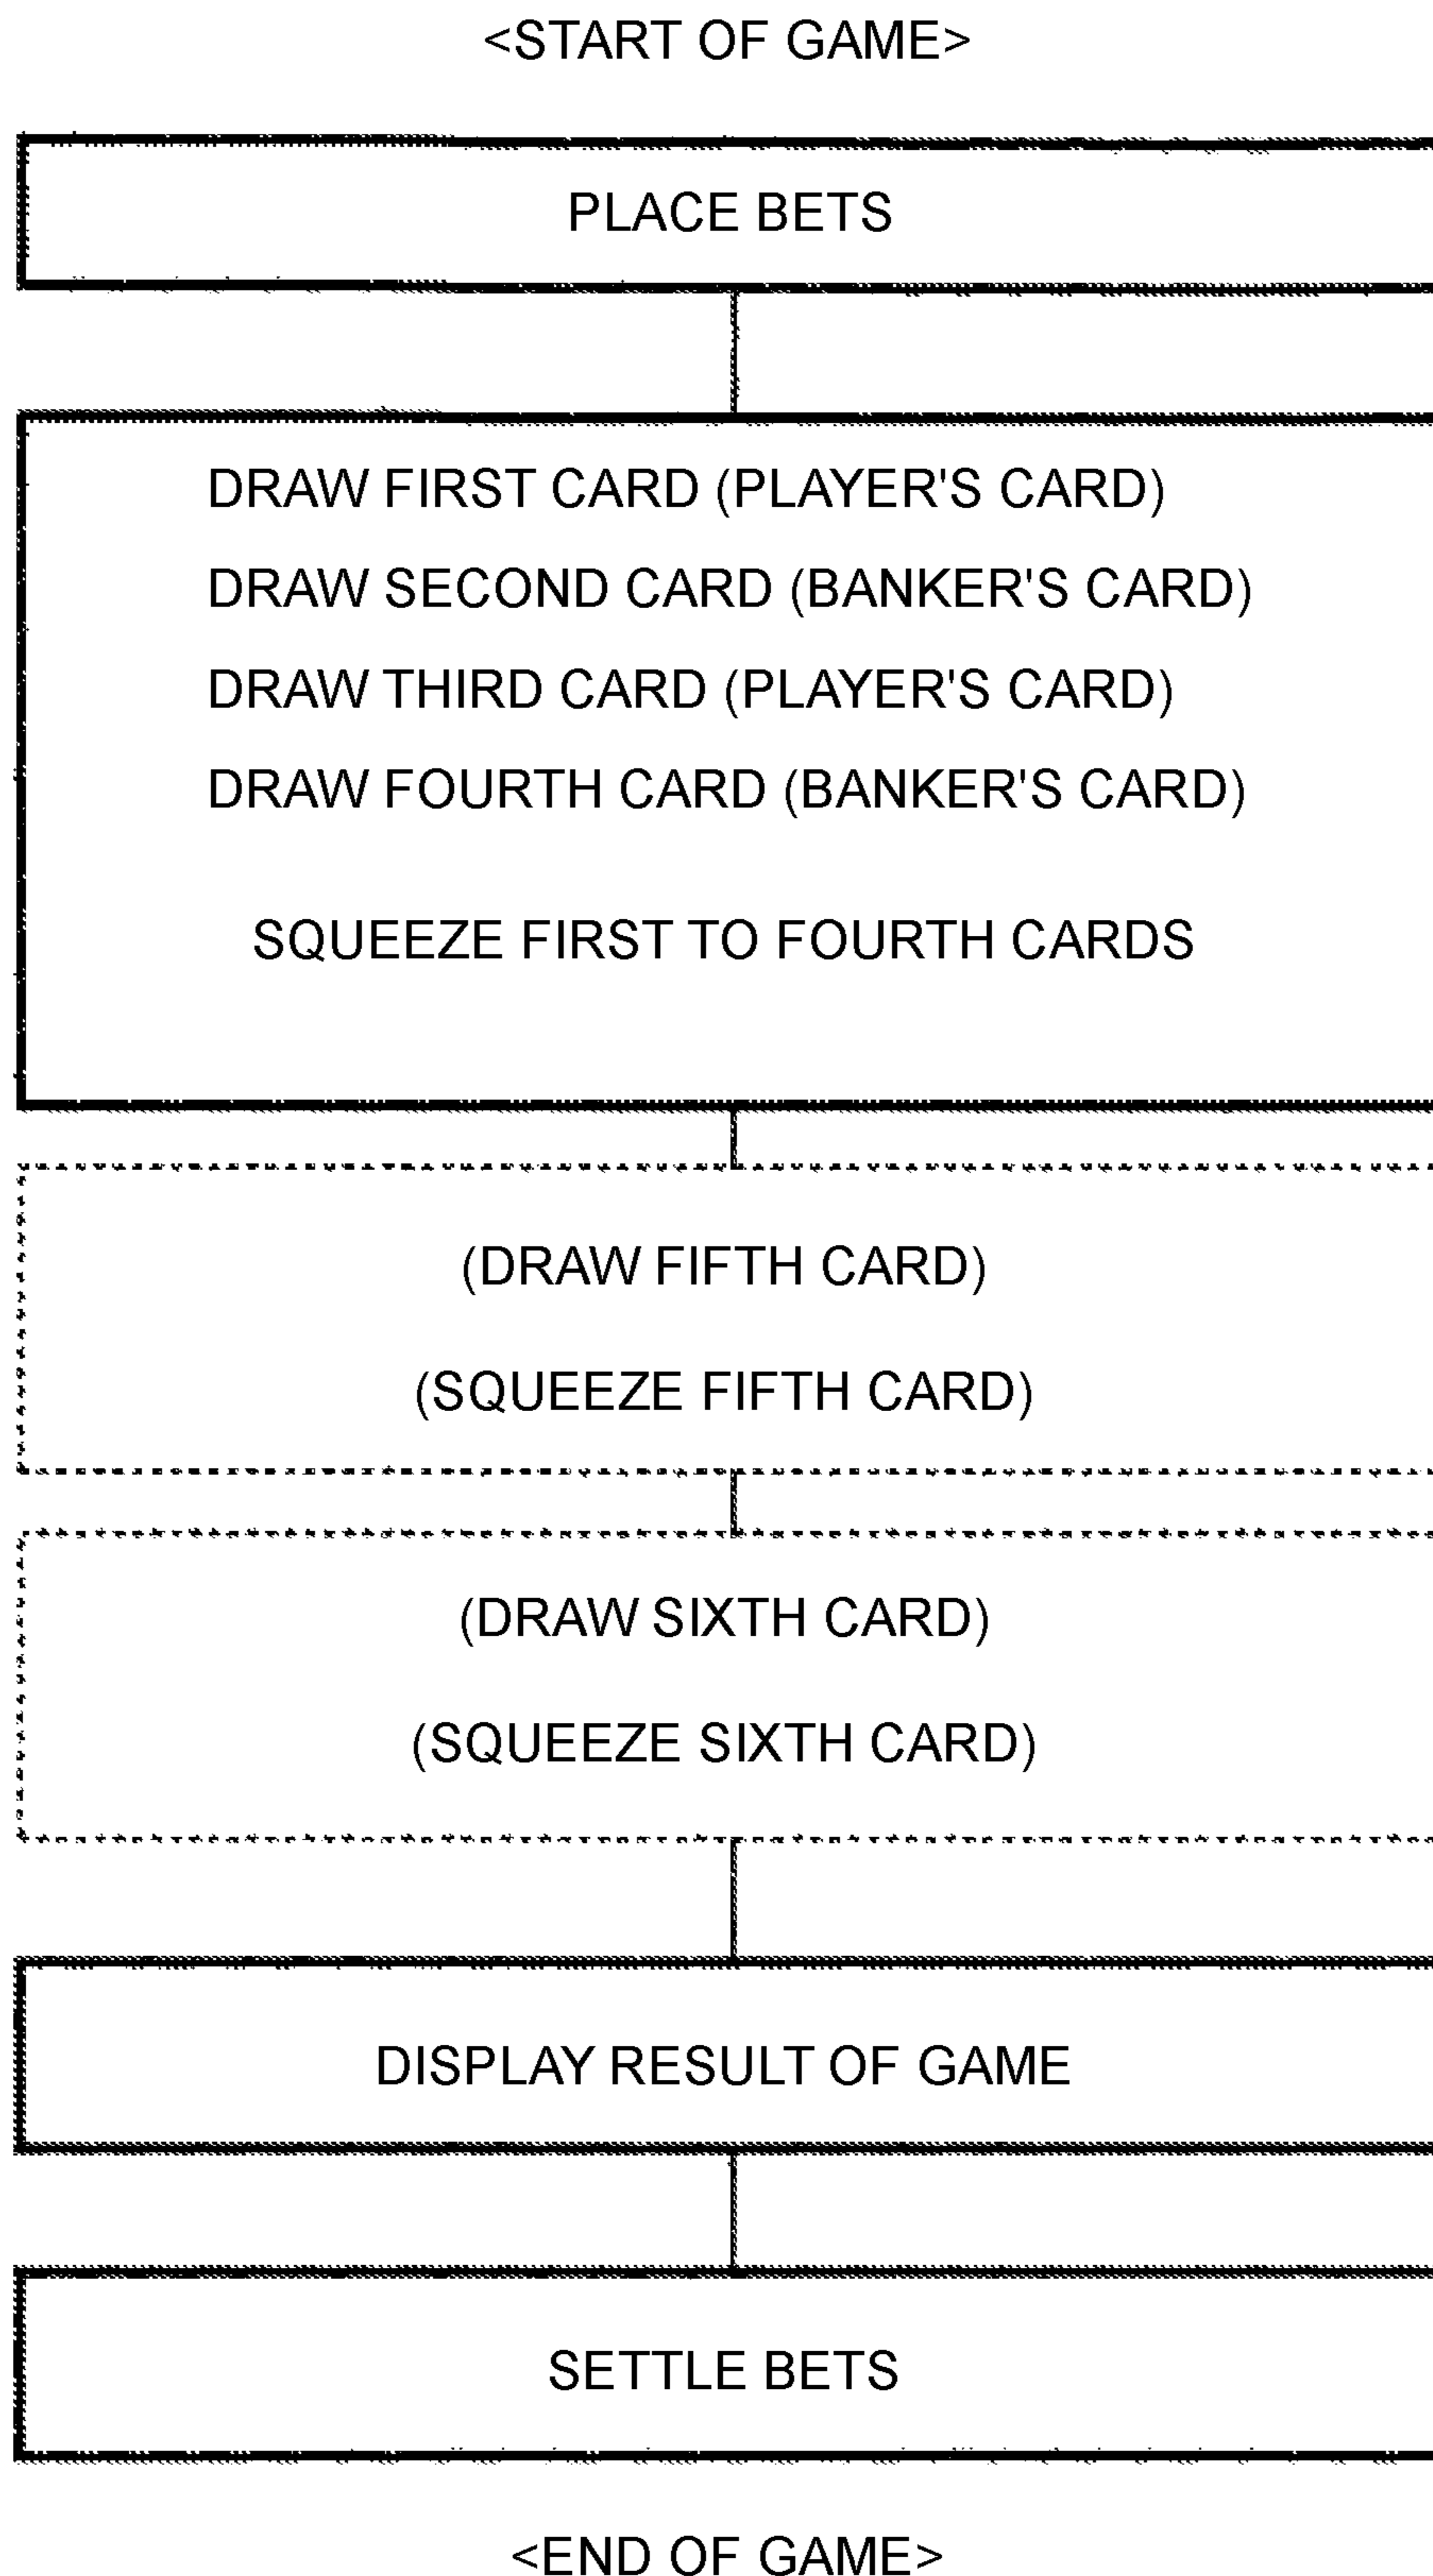 <START OF GAME>
PLACE BETS
DRAW FIRST CARD (PLAYER'S CARD)
DRAW SECOND CARD (BANKER'S CARD)
DRAW THIRD CARD (PLAYER'S CARD)
DRAW FOURTH CARD (BANKER'S CARD)
SQUEEZE FIRST TO FOURTH CARDS
(DRAW FIFTH CARD)
(SQUEEZE FIFTH CARD)
(DRAW SIXTH CARD)
(SQUEEZE SIXTH CARD)
DISPLAY RESULT OF GAME
SETTLE BETS
<END OF GAME>